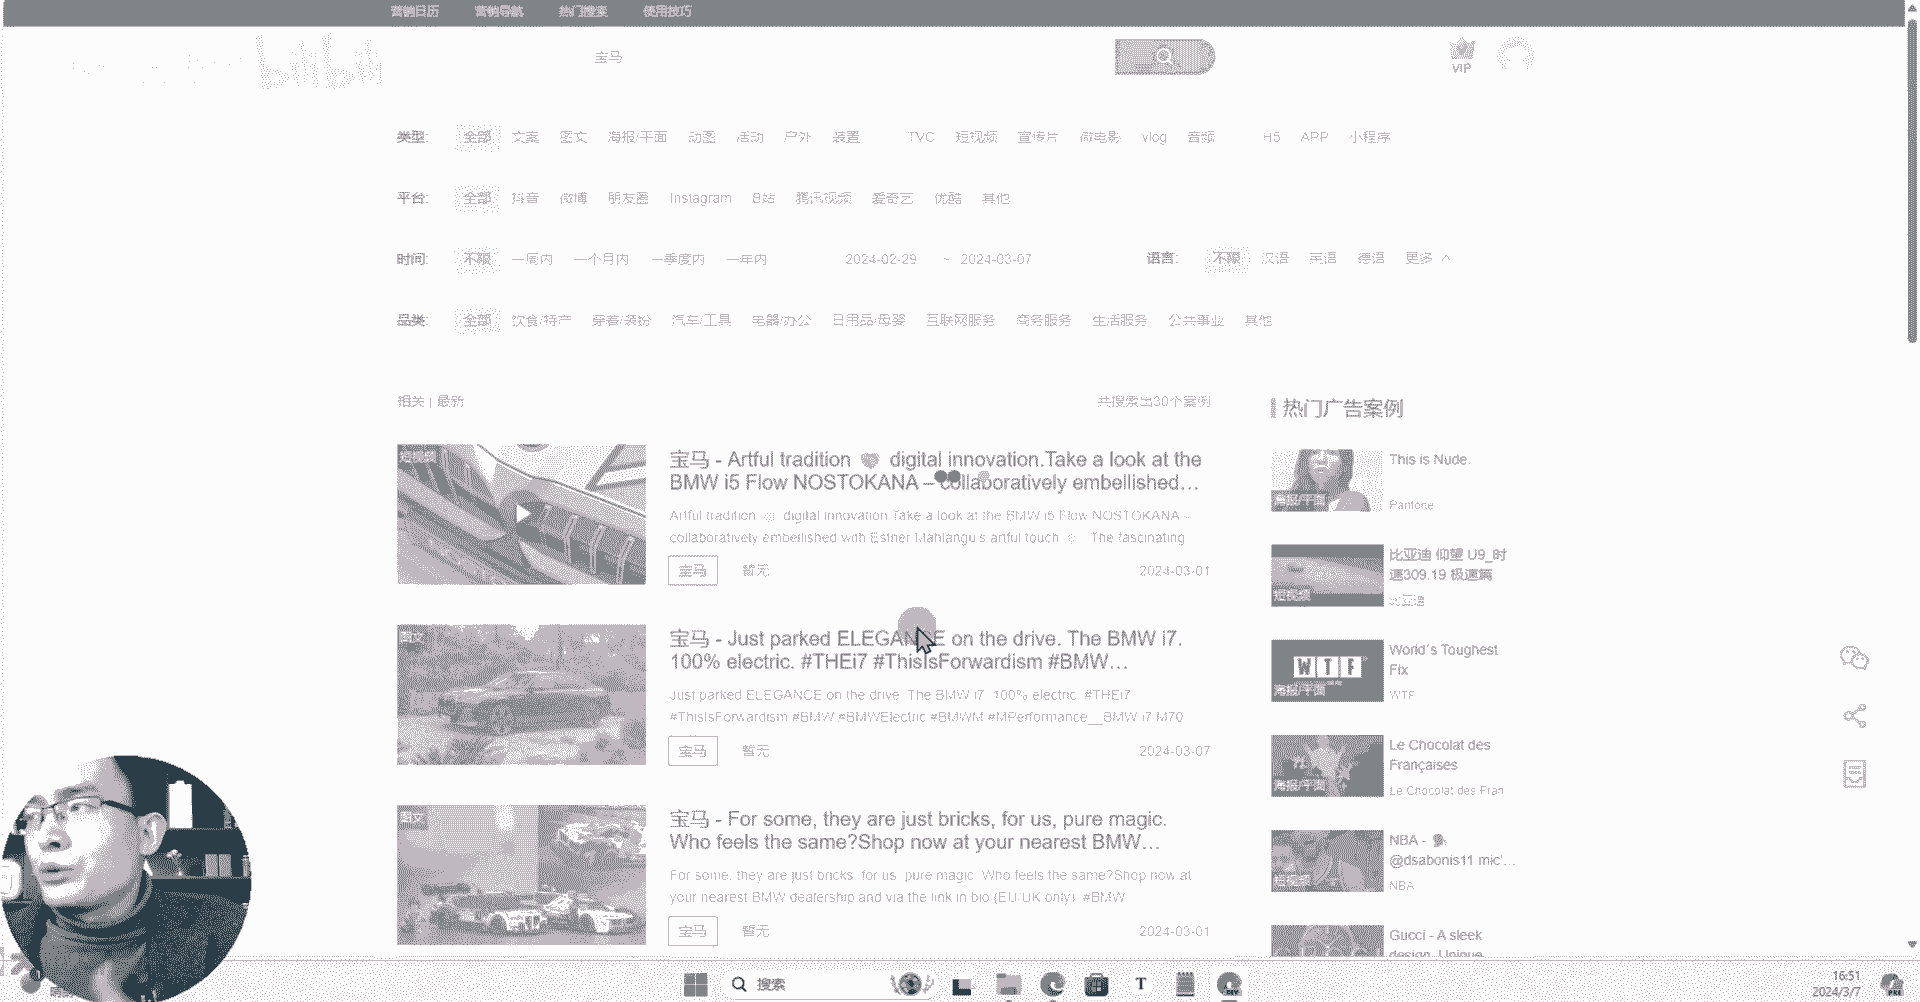 营销日历 营销导航 热门搜索 使用技巧
bilibili
宝马
VIP
类型: 全部 文案 图文 海报/平面 动图 活动 户外 装置 TVC 短视频 宣传片 微电影 vlog 音频 H5 APP 小程序
平台: 全部 抖音 微博 朋友圈 Instagram B站 腾讯视频 爱奇艺 优酷 其他
时间: 不限 一周内 一个月内 一季度内 一年内 2024-02-29 ~ 2024-03-07 语言: 不限 汉语 英语 德语 更多
品类: 全部 饮食/特产 穿着/装扮 汽车/工具 电器/办公 日用品/母婴 互联网服务 商务服务 生活服务 公共事业 其他
相关 | 最新 共搜索出30个案例
短视频
宝马 - Artful tradition digital innovation.Take a look at the
BMW i5 Flow NOSTOKANA – collaboratively embellished…
Artful tradition digital innovation.Take a look at the BMW i5 Flow NOSTOKANA –
collaboratively embellished with Esther Mahlangu's artful touch The fascinating
宝马 暂无 2024-03-01
图文
宝马 - Just parked ELEGANCE on the drive. The BMW i7.
100% electric. #THEi7 #ThisIsForwardism #BMW…
Just parked ELEGANCE on the drive. The BMW i7. 100% electric. #THEi7
#ThisIsForwardism #BMW #BMWElectric #BMWM #MPerformance__BMW i7 M70
宝马 暂无 2024-03-07
图文
宝马 - For some, they are just bricks, for us, pure magic.
Who feels the same?Shop now at your nearest BMW…
For some, they are just bricks, for us, pure magic. Who feels the same?Shop now at
your nearest BMW dealership and via the link in bio (EU/UK only). #BMW
宝马 暂无 2024-03-01
热门广告案例
海报/平面
This is Nude.
Pantone
短视频
比亚迪 仰望 U9_时
速309.19 极速篇
比亚迪
WTF
海报/平面
World's Toughest
Fix
WTF
海报/平面
Le Chocolat des
Françaises
Le Chocolat des Fran
短视频
NBA -
@dsabonis11 mic'…
NBA
Gucci - A sleek
design. Unique
搜索
T
DEV
16:51
2024/3/7
PRE